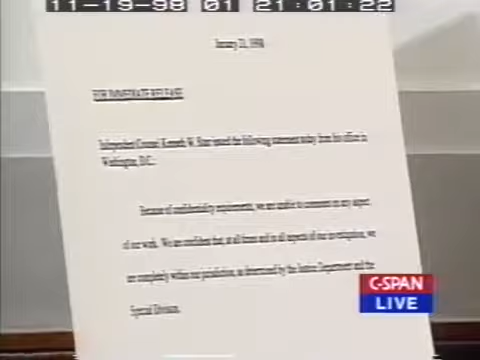 11-19-98 01 21:01:22
January 21, 1998
FOR IMMEDIATE RELEASE
Independent Counsel Kenneth W. Starr issued the following statement today from his office in
Washington, D.C.:
Because of confidentiality requirements, we are unable to comment on any aspect
of our work. We are confident that, at all times and in all aspects of our investigation, we
are completely within our jurisdiction, as determined by the Justice Department and the
Special Division.
C-SPAN
LIVE